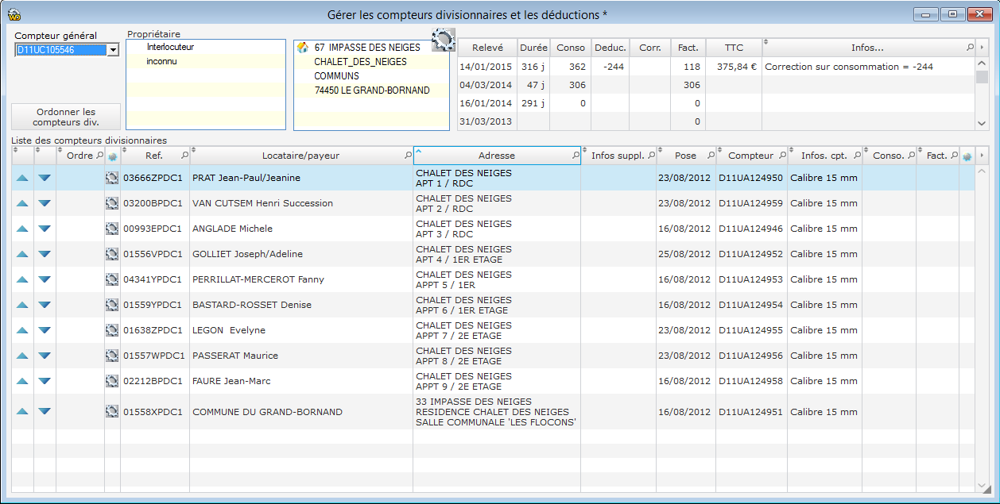 Gérer les compteurs divisionnaires et les déductions *
Compteur général
D11UC105546
Ordonner les
compteurs div.
Propriétaire
Interlocuteur
inconnu
67 IMPASSE DES NEIGES
CHALET_DES_NEIGES
COMMUNS
74450 LE GRAND-BORNAND
Relevé Durée Conso Deduc. Corr. Fact. TTC Infos...
14/01/2015 316 j 362 -244 118 375,84 € Correction sur consommation = -244
04/03/2014 47 j 306 306
16/01/2014 291 j 0 0
31/03/2013 0
Liste des compteurs divisionnaires
Ordre Ref. Locataire/payeur Adresse Infos suppl. Pose Compteur Infos. cpt. Conso. Fact.
03666ZPDC1 PRAT Jean-Paul/Jeanine CHALET DES NEIGES 23/08/2012 D11UA124950 Calibre 15 mm
APT 1 / RDC
03200BPDC1 VAN CUTSEM Henri Succession CHALET DES NEIGES 23/08/2012 D11UA124959 Calibre 15 mm
APT 2 / RDC
00993EPDC1 ANGLADE Michele CHALET DES NEIGES 16/08/2012 D11UA124946 Calibre 15 mm
APT 3 / RDC
01556VPDC1 GOLLIET Joseph/Adeline CHALET DES NEIGES 25/08/2012 D11UA124952 Calibre 15 mm
APT 4 / 1ER ETAGE
04341YPDC1 PERRILLAT-MERCEROT Fanny CHALET DES NEIGES 16/08/2012 D11UA124953 Calibre 15 mm
APPT 5 / 1ER
01559YPDC1 BASTARD-ROSSET Denise CHALET DES NEIGES 16/08/2012 D11UA124954 Calibre 15 mm
APPT 6 / 1ER ETAGE
01638ZPDC1 LEGON Evelyne CHALET DES NEIGES 23/08/2012 D11UA124955 Calibre 15 mm
APPT 7 / 2E ETAGE
01557WPDC1 PASSERAT Maurice CHALET DES NEIGES 23/08/2012 D11UA124956 Calibre 15 mm
APPT 8 / 2E ETAGE
02212BPDC1 FAURE Jean-Marc CHALET DES NEIGES 16/08/2012 D11UA124958 Calibre 15 mm
APPT 9 / 2E ETAGE
01558XPDC1 COMMUNE DU GRAND-BORNAND 33 IMPASSE DES NEIGES 16/08/2012 D11UA124951 Calibre 15 mm
RESIDENCE CHALET DES NEIGES
SALLE COMMUNALE 'LES FLOCONS'